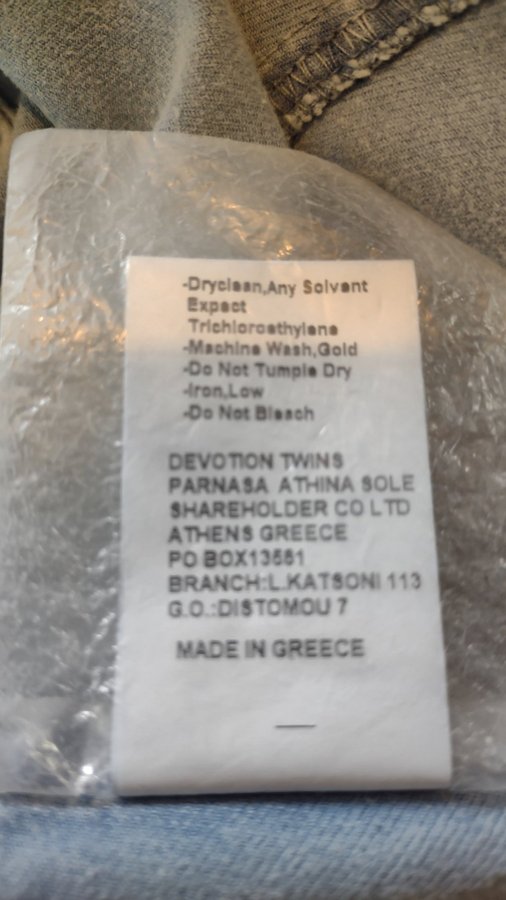 -Dryclean,Any Solvent
Expect
Trichloroethylene
-Machine Wash,Gold
-Do Not Tumple Dry
-Iron,Low
-Do Not Bleach
DEVOTION TWINS
PARNASA ATHINA SOLE
SHAREHOLDER CO LTD
ATHENS GREECE
PO BOX13561
BRANCH:L.KATSONI 113
G.O.:DISTOMOU 7
MADE IN GREECE